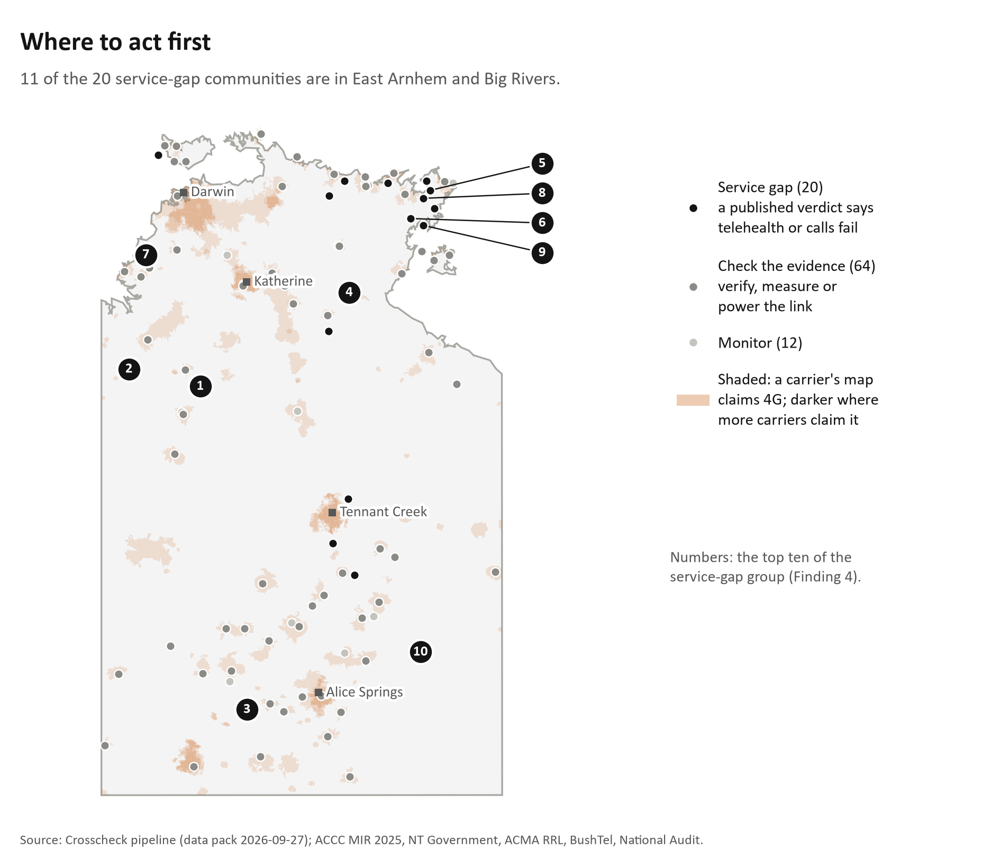 Where to act first
11 of the 20 service-gap communities are in East Arnhem and Big Rivers.
5
Darwin
8
6
9
7
Katherine
4
2
1
Tennant Creek
10
Alice Springs
3
Service gap (20)
a published verdict says
telehealth or calls fail
Check the evidence (64)
verify, measure or
power the link
Monitor (12)
Shaded: a carrier's map
claims 4G; darker where
more carriers claim it
Numbers: the top ten of the
service-gap group (Finding 4).
Source: Crosscheck pipeline (data pack 2026-09-27); ACCC MIR 2025, NT Government, ACMA RRL, BushTel, National Audit.